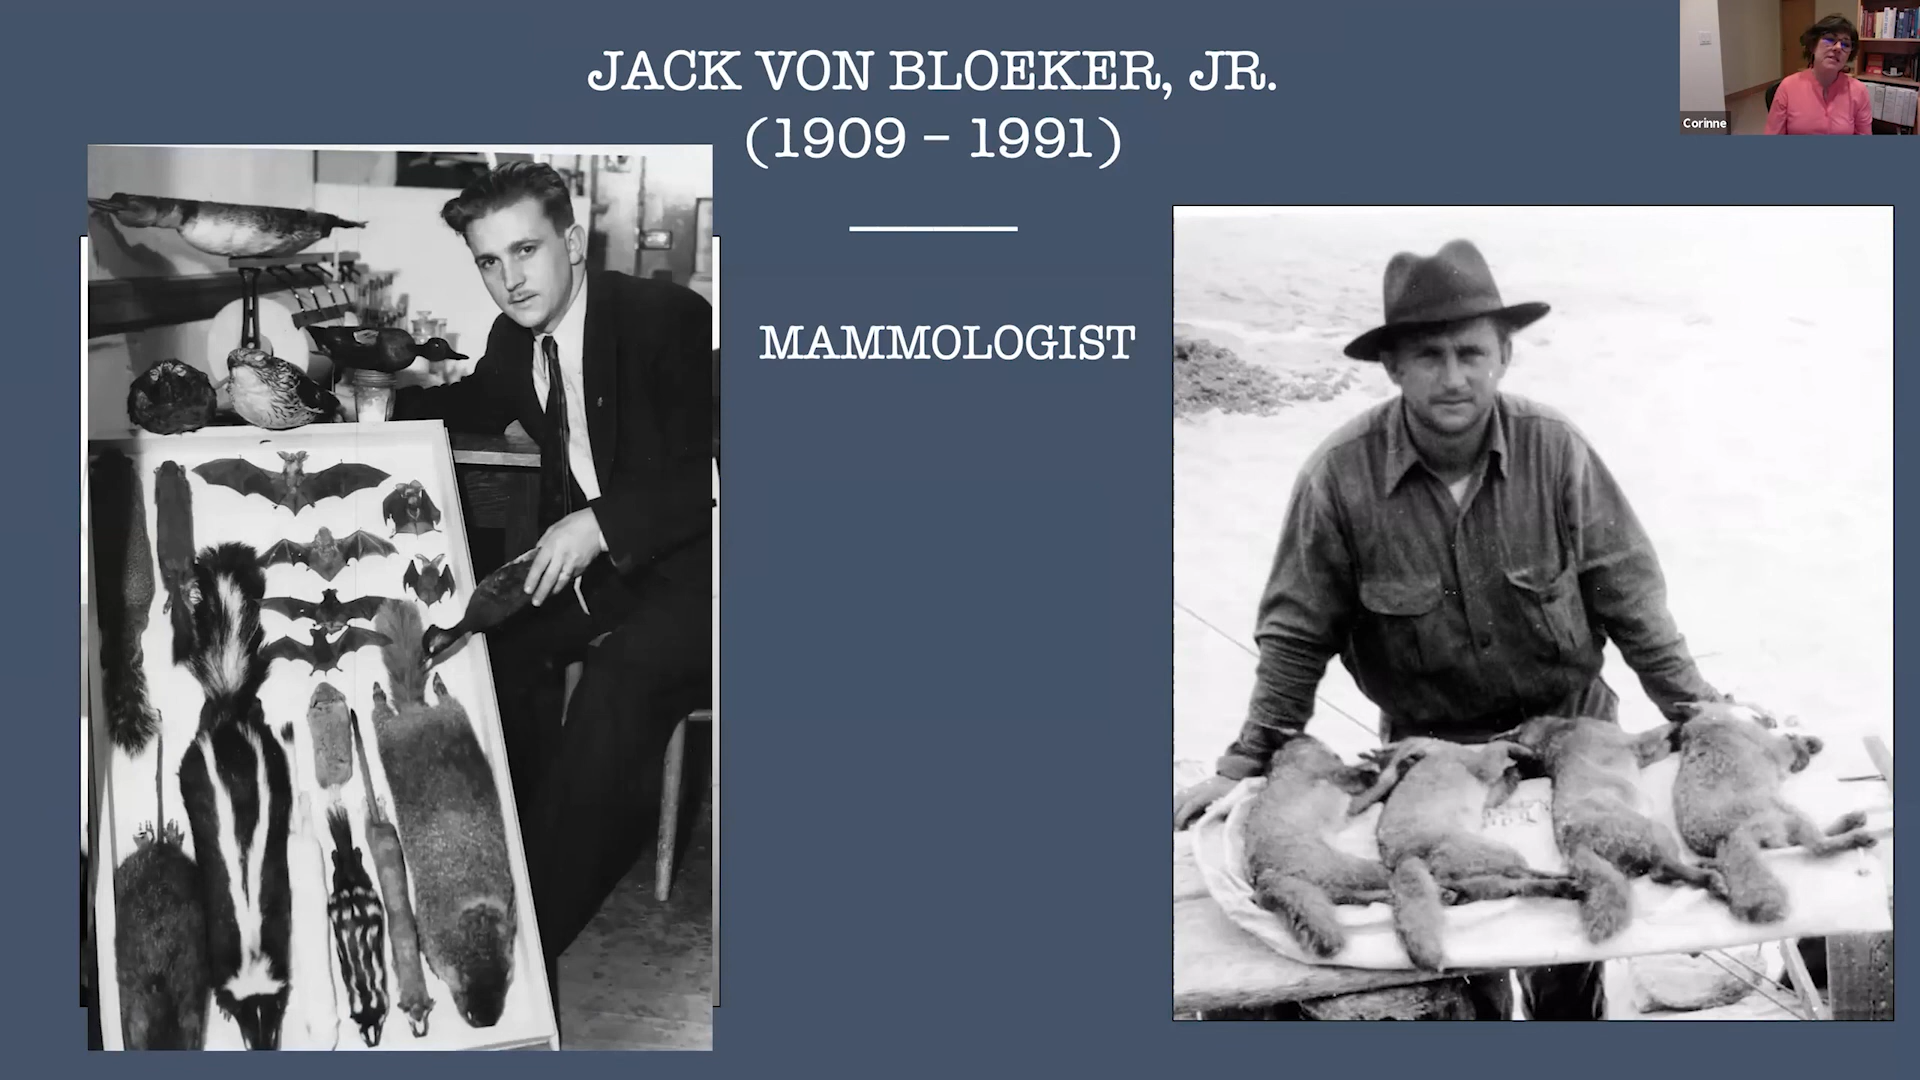 JACK VON BLOEKER, JR.
(1909 – 1991)
MAMMOLOGIST
Corinne